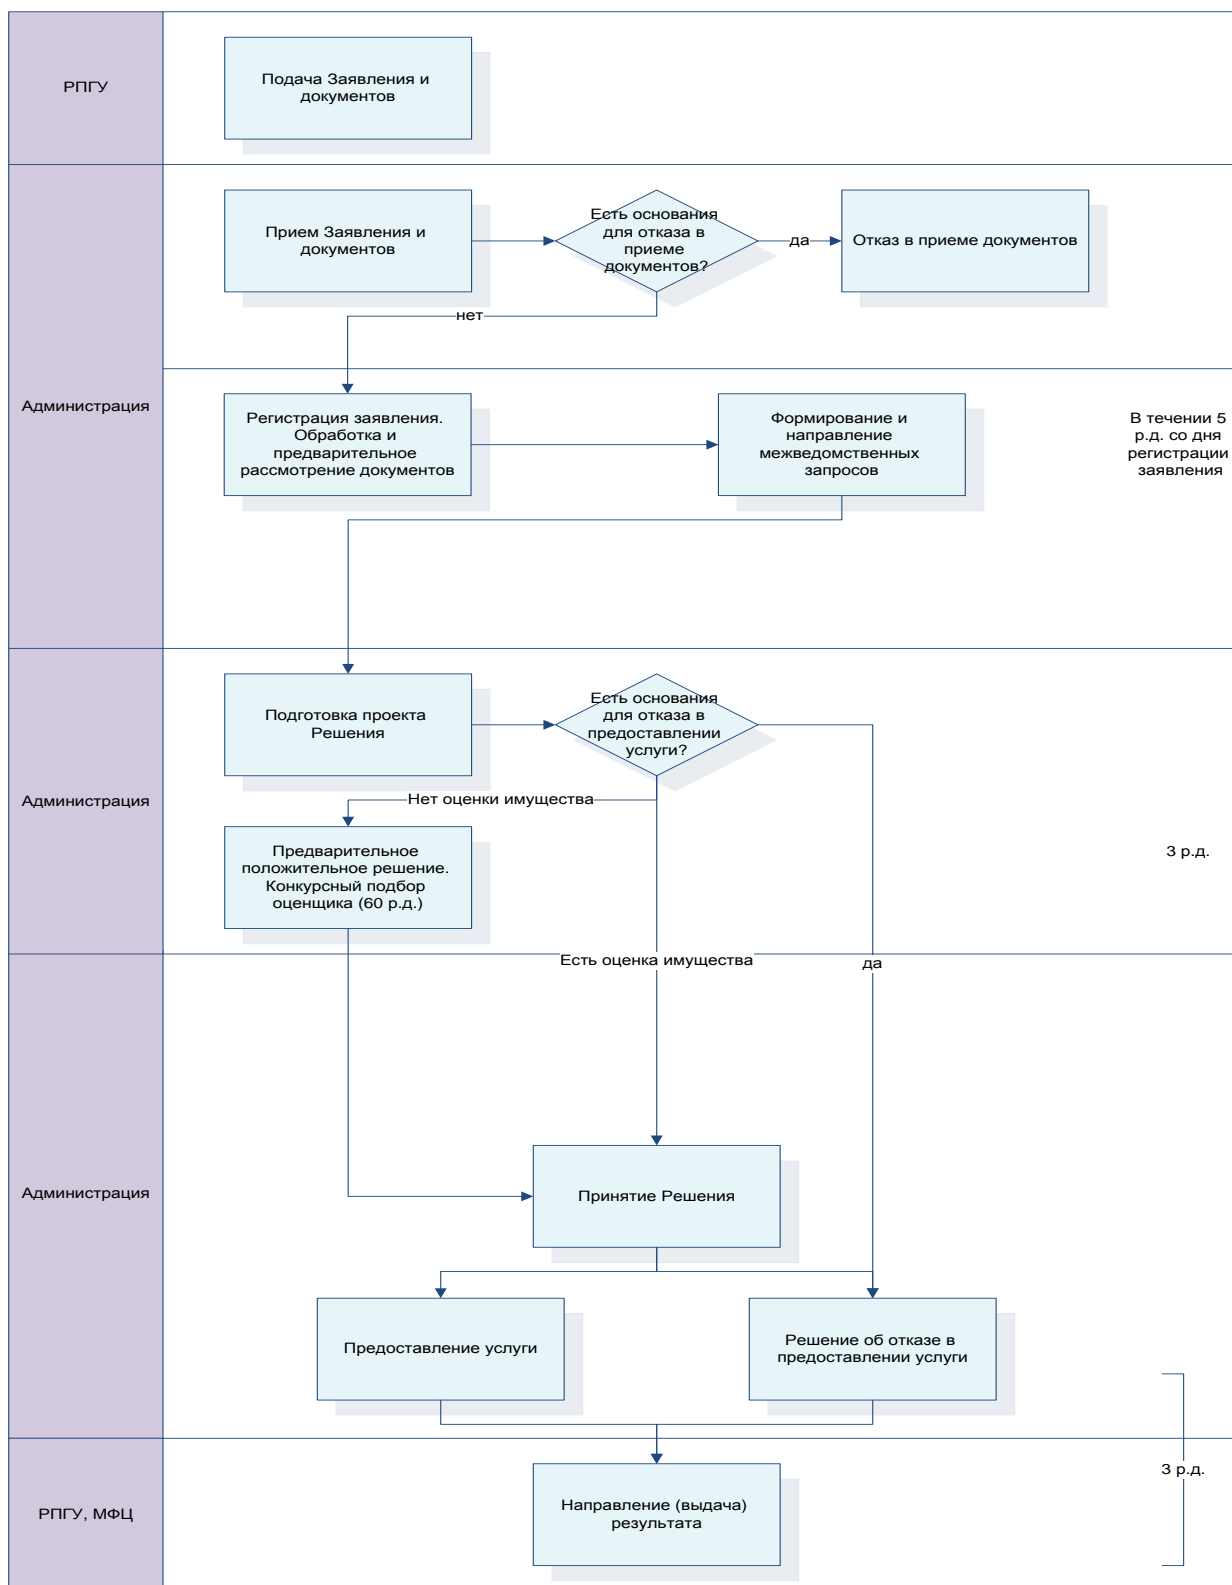 РПГУ
Подача Заявления и
документов
Прием Заявления и
документов
Есть основания
для отказа в
приеме
документов?
да
Отказ в приеме документов
нет
Администрация
Регистрация заявления.
Обработка и
предварительное
рассмотрение документов
Формирование и
направление
межведомственных
запросов
В течении 5
р.д. со дня
регистрации
заявления
Подготовка проекта
Решения
Есть основания
для отказа в
предоставлении
услуги?
Администрация
Нет оценки имущества
Предварительное
положительное решение.
Конкурсный подбор
оценщика (60 р.д.)
3 р.д.
Есть оценка имущества
да
Администрация
Принятие Решения
Предоставление услуги
Решение об отказе в
предоставлении услуги
3 р.д.
РПГУ, МФЦ
Направление (выдача)
результата